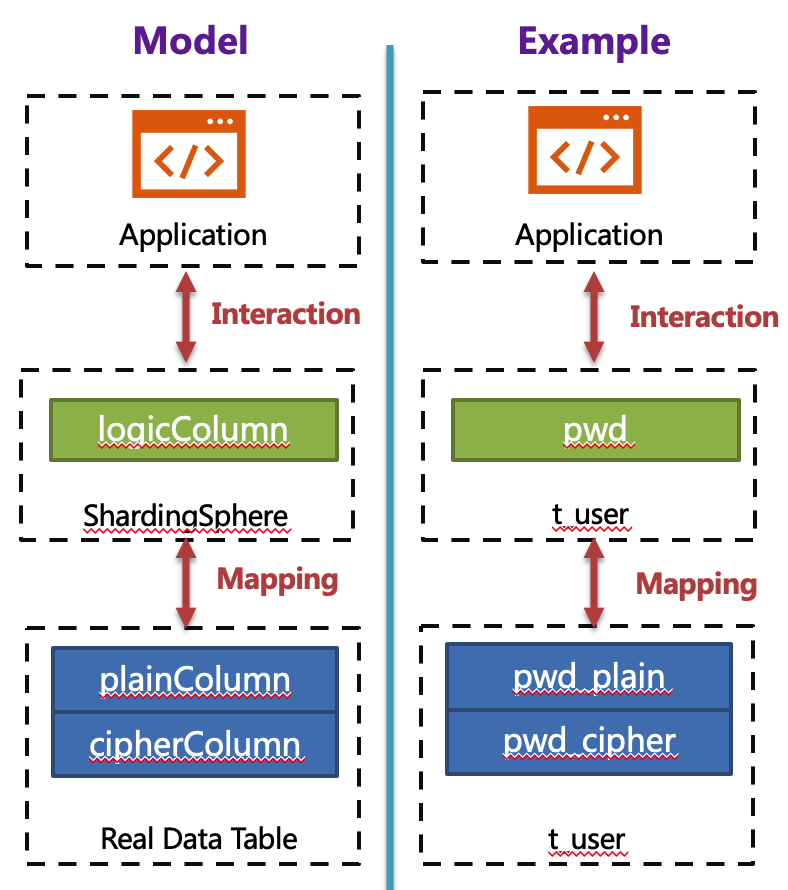 Model
</>
Application
Interaction
logicColumn
ShardingSphere
Mapping
plainColumn
cipherColumn
Real Data Table
Example
</>
Application
Interaction
pwd
t_user
Mapping
pwd_plain
pwd_cipher
t_user